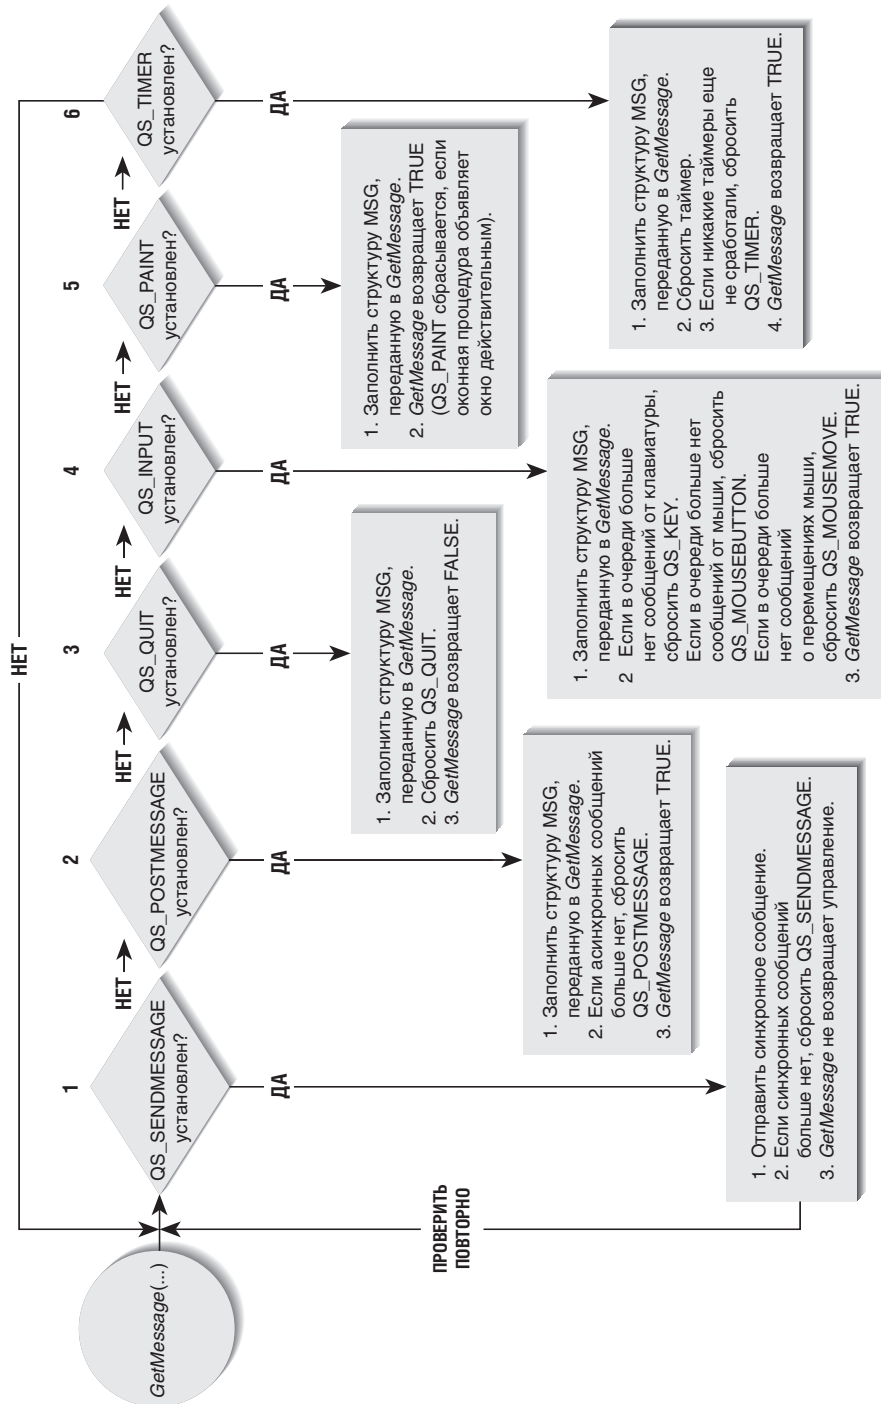 GetMessage(...)
НЕТ
ПРОВЕРИТЬ
ПОВТОРНО
1
QS_SENDMESSAGE
установлен?
НЕТ
ДА
1. Отправить синхронное сообщение.
2. Если синхронных сообщений
больше нет, сбросить QS_SENDMESSAGE.
3. GetMessage не возвращает управление.
2
QS_POSTMESSAGE
установлен?
НЕТ
ДА
1. Заполнить структуру MSG,
переданную в GetMessage.
2. Если асинхронных сообщений
больше нет, сбросить
QS_POSTMESSAGE.
3. GetMessage возвращает TRUE.
3
QS_QUIT
установлен?
НЕТ
ДА
1. Заполнить структуру MSG,
переданную в GetMessage.
2. Сбросить QS_QUIT.
3. GetMessage возвращает FALSE.
4
QS_INPUT
установлен?
НЕТ
ДА
1. Заполнить структуру MSG,
переданную в GetMessage.
2 Если в очереди больше
нет сообщений от клавиатуры,
сбросить QS_KEY.
Если в очереди больше нет
сообщений от мыши, сбросить
QS_MOUSEBUTTON.
Если в очереди больше
нет сообщений
о перемещениях мыши,
сбросить QS_MOUSEMOVE.
3. GetMessage возвращает TRUE.
5
QS_PAINT
установлен?
НЕТ
ДА
1. Заполнить структуру MSG,
переданную в GetMessage.
2. GetMessage возвращает TRUE
(QS_PAINT сбрасывается, если
оконная процедура объявляет
окно действительным).
6
QS_TIMER
установлен?
ДА
1. Заполнить структуру MSG,
переданную в GetMessage.
2. Сбросить таймер.
3. Если никакие таймеры еще
не сработали, сбросить
QS_TIMER.
4. GetMessage возвращает TRUE.